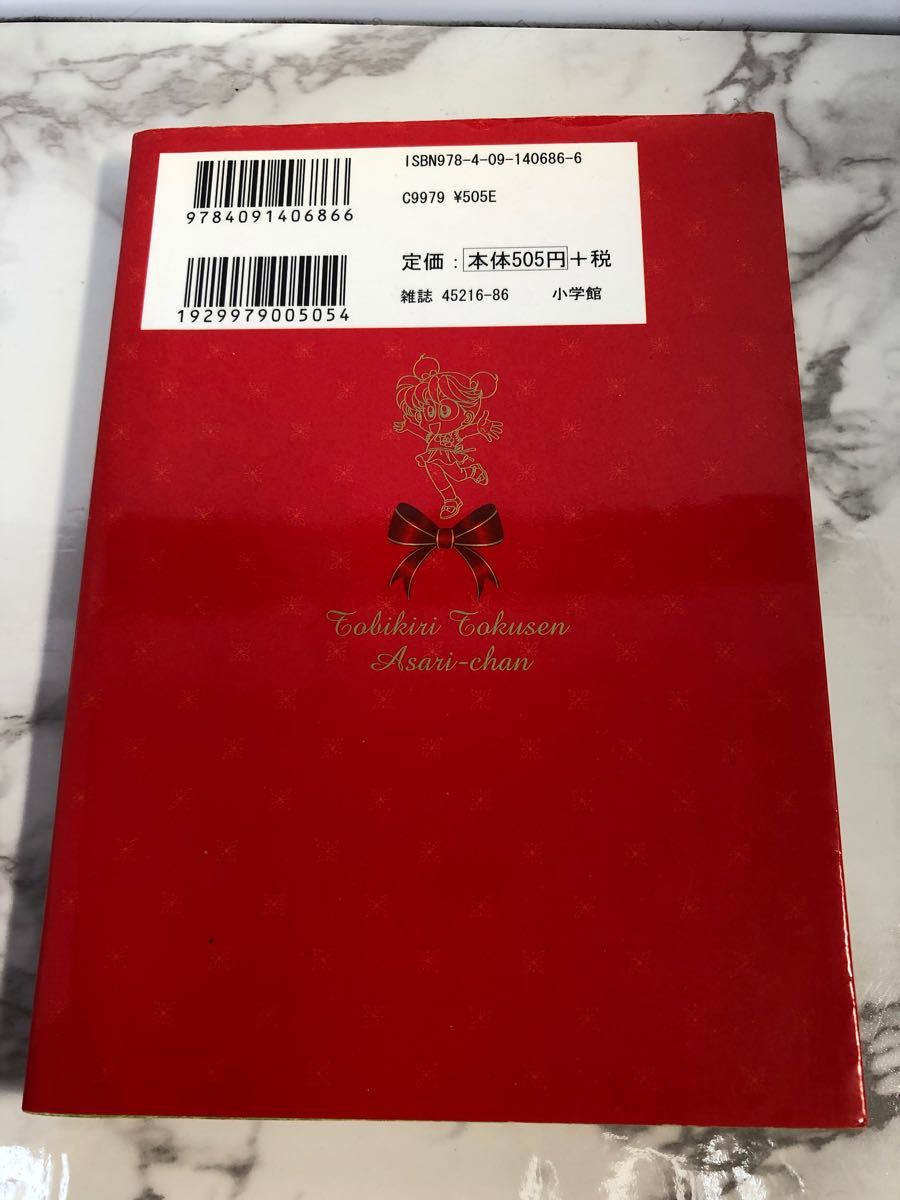 ISBN978-4-09-140686-6
9784091406866
C9979 ¥505E
定価：本体505円+税
1929979005054
雑誌 45216-86 小学館
Tobikiri Tokusen
Asari-chan